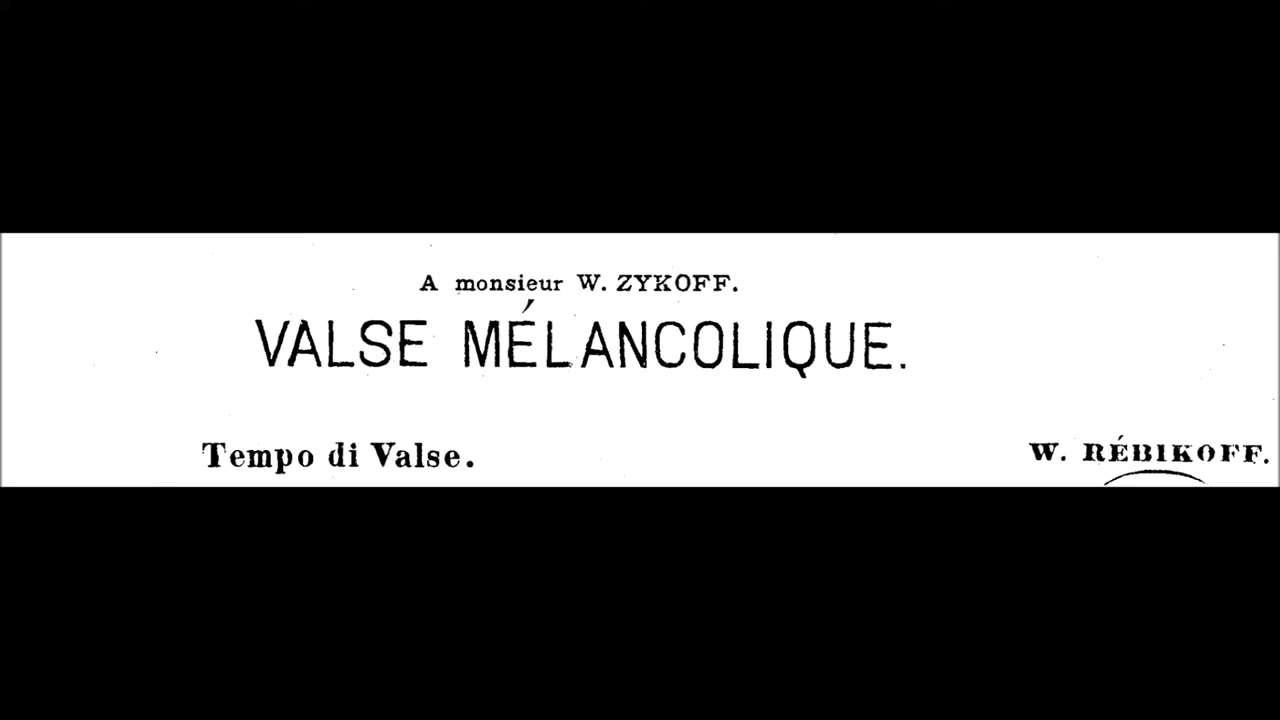 A monsieur W. ZYKOFF.
VALSE MÉLANCOLIQUE.
Tempo di Valse.
W. RÉBIKOFF.